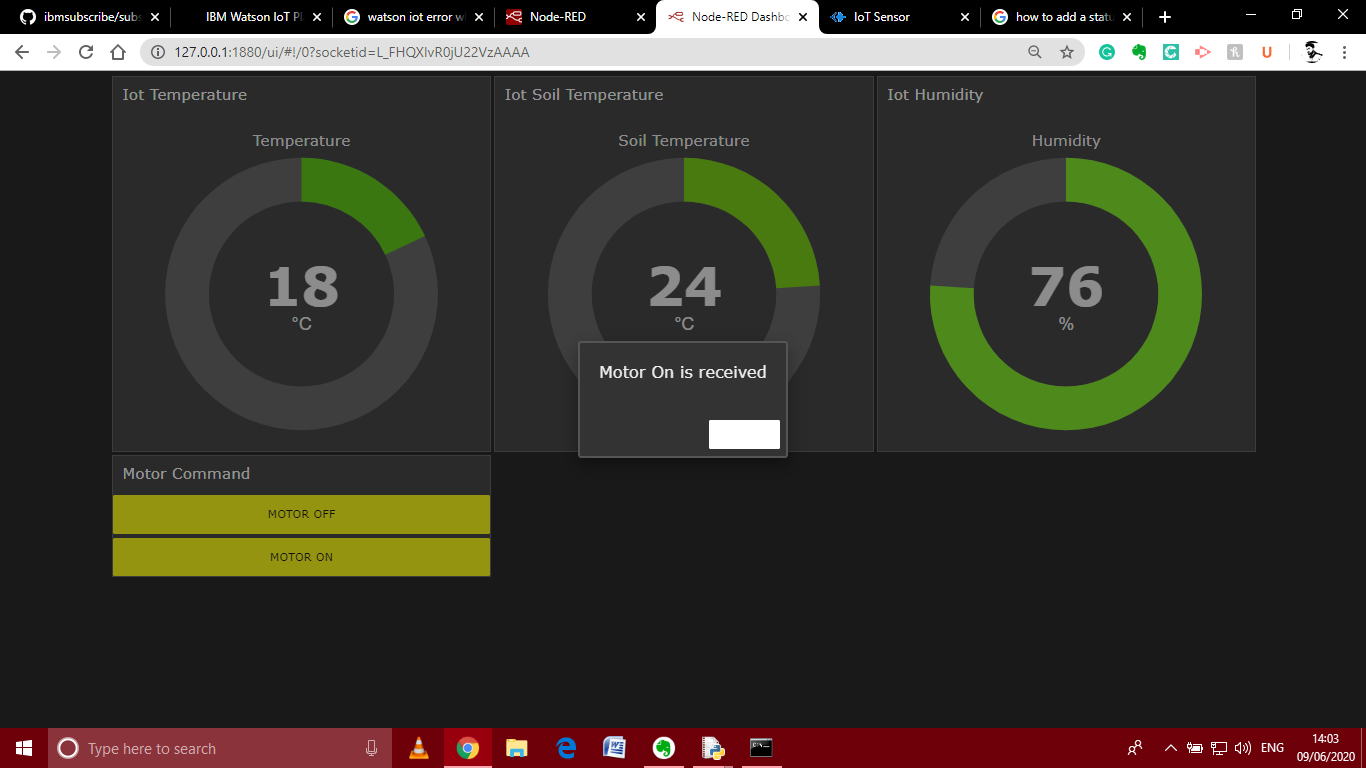 ibmsubscribe/subs
IBM Watson IoT Pl
watson iot error w
Node-RED
Node-RED Dashbo
IoT Sensor
how to add a statu
127.0.0.1:1880/ui/#!/0?socketid=L_FHQXIvR0jU22VzAAAA
Iot Temperature
Iot Soil Temperature
Iot Humidity
Temperature
Soil Temperature
Humidity
18
°C
24
°C
76
%
Motor On is received
Motor Command
MOTOR OFF
MOTOR ON
Type here to search
ENG
14:03
09/06/2020